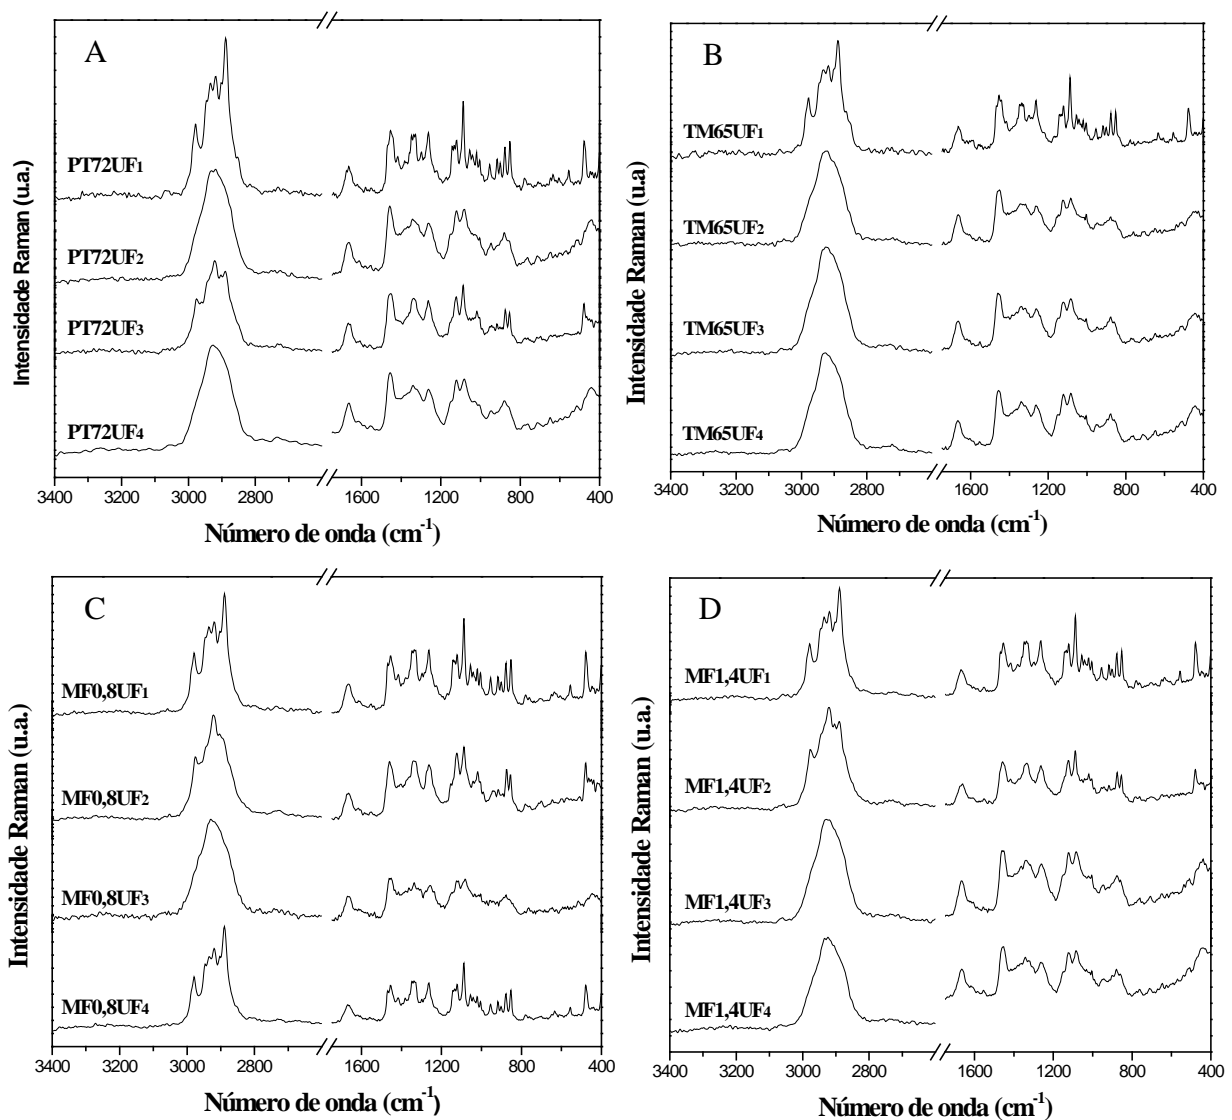 A
Intensidade Raman (u.a.)
PT72UF1
PT72UF2
PT72UF3
PT72UF4
3400 3200 3000 2800 1600 1200 800 400
Número de onda (cm-1)
B
Intensidade Raman (u.a)
TM65UF1
TM65UF2
TM65UF3
TM65UF4
3400 3200 3000 2800 1600 1200 800 400
Número de onda (cm-1)
C
Intensidade Raman (u.a.)
MF0,8UF1
MF0,8UF2
MF0,8UF3
MF0,8UF4
3400 3200 3000 2800 1600 1200 800 400
Número de onda (cm-1)
D
Intensidade Raman (u.a.)
MF1,4UF1
MF1,4UF2
MF1,4UF3
MF1,4UF4
3400 3200 3000 2800 1600 1200 800 400
Número de onda (cm-1)